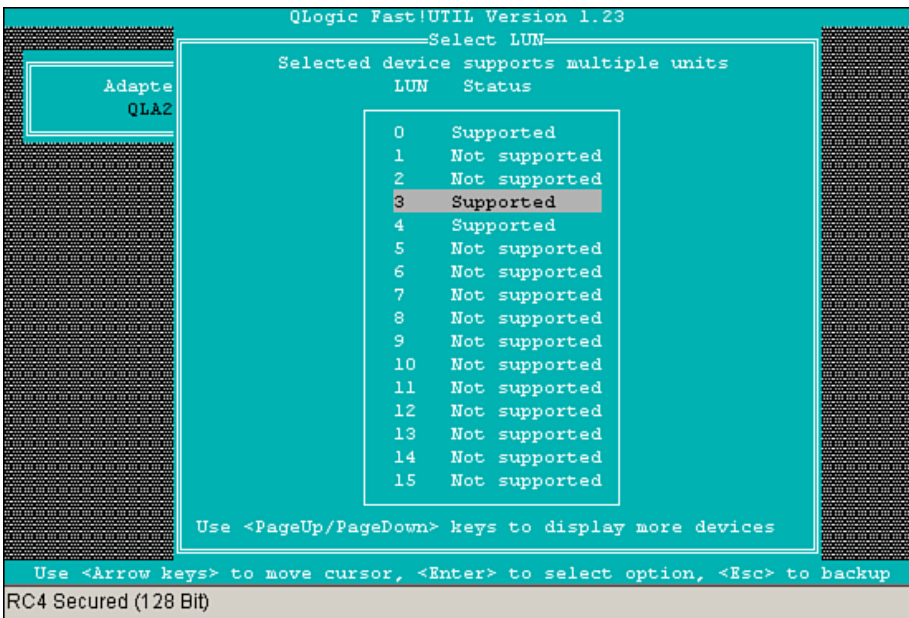 QLogic Fast!UTIL Version 1.23
Select LUN
Selected device supports multiple units
Adapte LUN Status
QLA2
0 Supported
1 Not supported
2 Not supported
3 Supported
4 Supported
5 Not supported
6 Not supported
7 Not supported
8 Not supported
9 Not supported
10 Not supported
11 Not supported
12 Not supported
13 Not supported
14 Not supported
15 Not supported
Use <PageUp/PageDown> keys to display more devices
Use <Arrow keys> to move cursor, <Enter> to select option, <Esc> to backup
RC4 Secured (128 Bit)